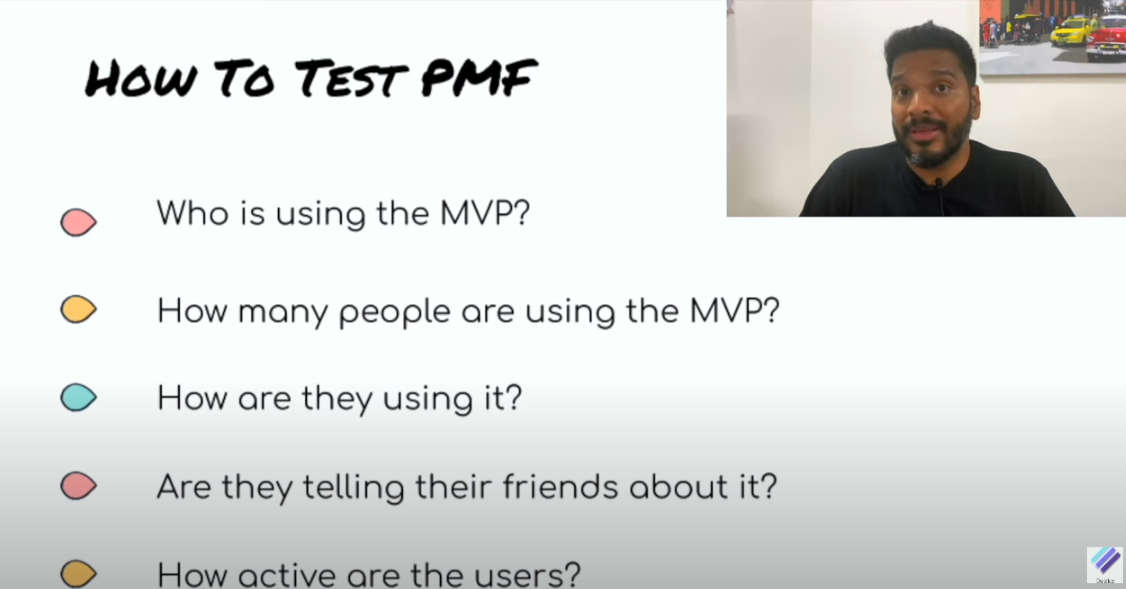 How To Test PMF
Who is using the MVP?
How many people are using the MVP?
How are they using it?
Are they telling their friends about it?
How active are the users?